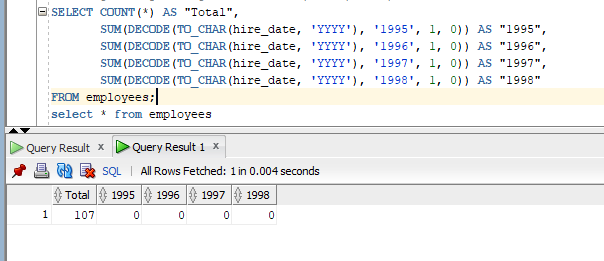 SELECT COUNT(*) AS "Total",
SUM(DECODE(TO_CHAR(hire_date, 'YYYY'), '1995', 1, 0)) AS "1995",
SUM(DECODE(TO_CHAR(hire_date, 'YYYY'), '1996', 1, 0)) AS "1996",
SUM(DECODE(TO_CHAR(hire_date, 'YYYY'), '1997', 1, 0)) AS "1997",
SUM(DECODE(TO_CHAR(hire_date, 'YYYY'), '1998', 1, 0)) AS "1998"
FROM employees;
select * from employees
Query Result x Query Result 1 x
SQL | All Rows Fetched: 1 in 0.004 seconds
Total 1995 1996 1997 1998
1 107 0 0 0 0